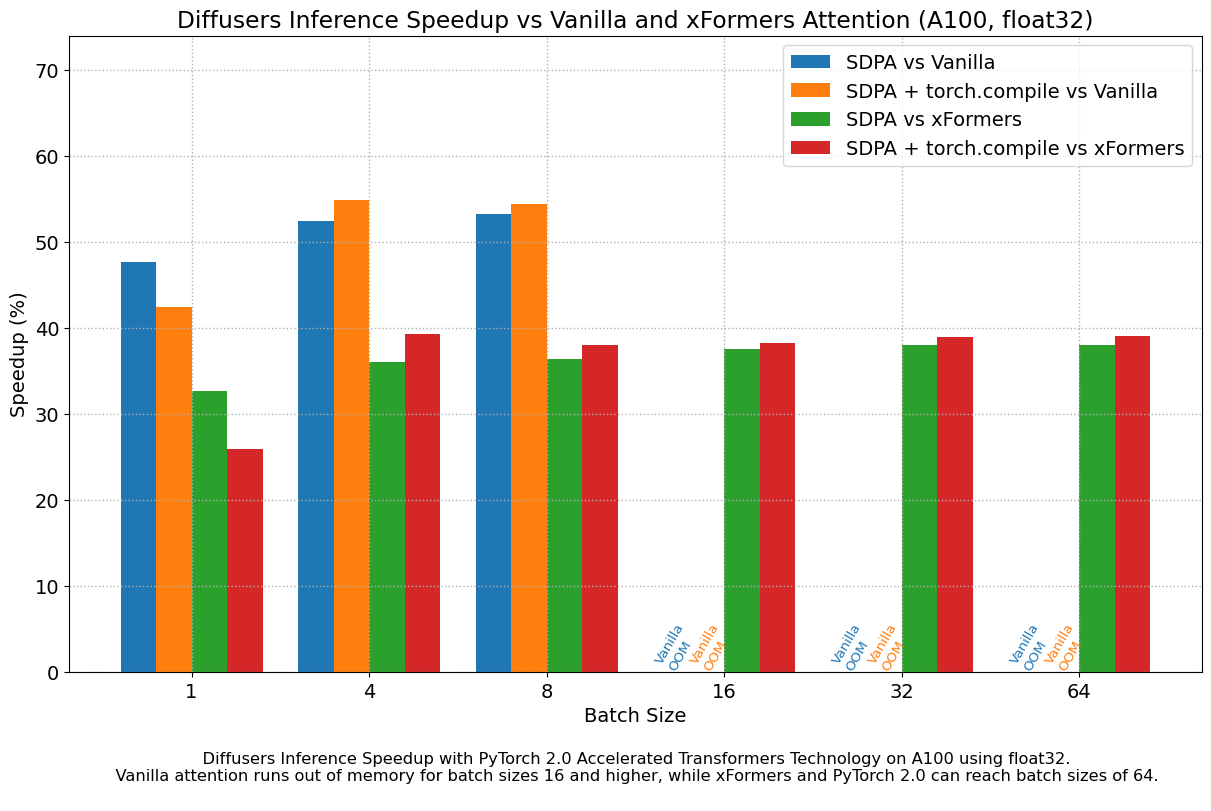 Diffusers Inference Speedup vs Vanilla and xFormers Attention (A100, float32)
SDPA vs Vanilla
SDPA + torch.compile vs Vanilla
SDPA vs xFormers
SDPA + torch.compile vs xFormers
Speedup (%)
70
60
50
40
30
20
10
0
Vanilla
OOM
Vanilla
OOM
Vanilla
OOM
Vanilla
OOM
Vanilla
OOM
Vanilla
OOM
1 4 8 16 32 64
Batch Size
Diffusers Inference Speedup with PyTorch 2.0 Accelerated Transformers Technology on A100 using float32.
Vanilla attention runs out of memory for batch sizes 16 and higher, while xFormers and PyTorch 2.0 can reach batch sizes of 64.